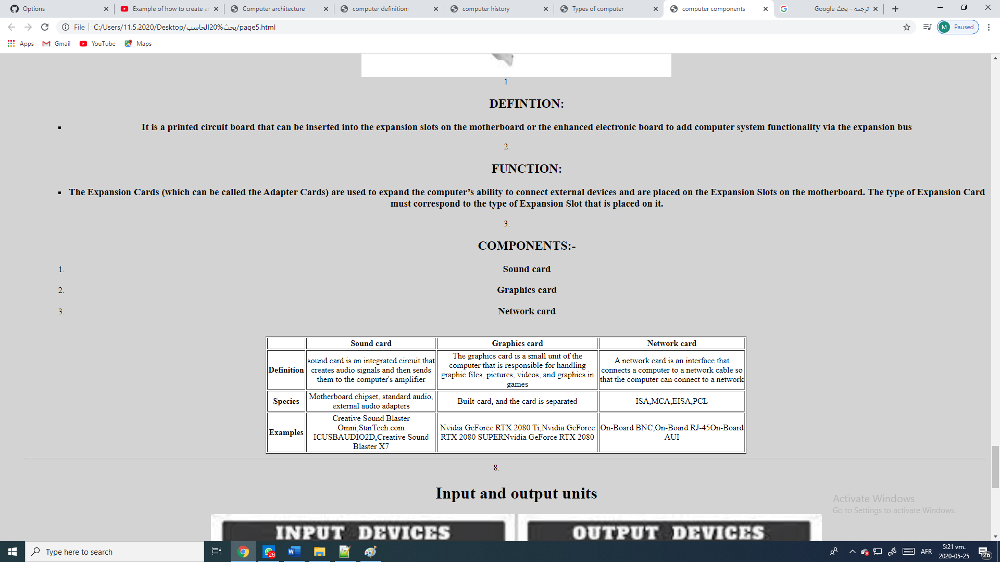 Options
Example of how to create a
Computer architecture
computer definition:
computer history
Types of computer
computer components
ترجمه - بحث Google
File
C:/Users/11.5.2020/Desktop/بحث%20الحاسب/page5.html
M Paused
Apps
Gmail
YouTube
Maps
1.
DEFINTION:
▪ It is a printed circuit board that can be inserted into the expansion slots on the motherboard or the enhanced electronic board to add computer system functionality via the expansion bus
2.
FUNCTION:
▪ The Expansion Cards (which can be called the Adapter Cards) are used to expand the computer’s ability to connect external devices and are placed on the Expansion Slots on the motherboard. The type of Expansion Card
must correspond to the type of Expansion Slot that is placed on it.
3.
COMPONENTS:-
1. Sound card
2. Graphics card
3. Network card
Sound card
Graphics card
Network card
Definition
sound card is an integrated circuit that
creates audio signals and then sends
them to the computer's amplifier
The graphics card is a small unit of the
computer that is responsible for handling
graphic files, pictures, videos, and graphics in
games
A network card is an interface that
connects a computer to a network cable so
that the computer can connect to a network
Species
Motherboard chipset, standard audio,
external audio adapters
Built-card, and the card is separated
ISA,MCA,EISA,PCL
Examples
Creative Sound Blaster
Omni,StarTech.com
ICUSBAUDIO2D,Creative Sound
Blaster X7
Nvidia GeForce RTX 2080 Ti,Nvidia GeForce
RTX 2080 SUPERNvidia GeForce RTX 2080
On-Board BNC,On-Board RJ-45On-Board
AUI
8.
Input and output units
INPUT DEVICES
OUTPUT DEVICES
Activate Windows
Go to Settings to activate Windows.
Type here to search
26
AFR
5:21 vm.
2020-05-25
26